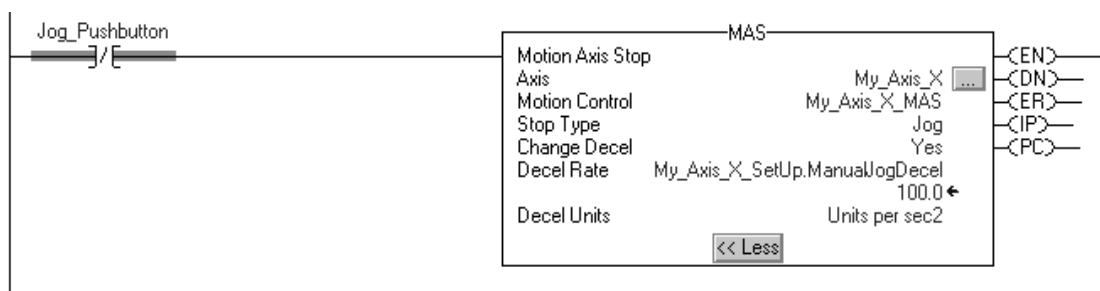 Jog_Pushbutton
MAS
Motion Axis Stop
Axis My_Axis_X ...
Motion Control My_Axis_X_MAS
Stop Type Jog
Change Decel Yes
Decel Rate My_Axis_X_SetUp.ManualJogDecel
100.0
Decel Units Units per sec2
<< Less
EN
DN
ER
IP
PC